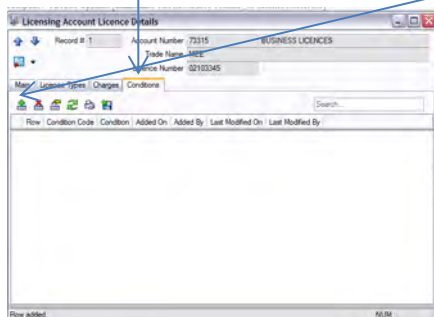 Licensing Account Licence Details
Record # 1 Account Number 73315 BUSINESS LICENCES
Trade Name MZE
Licence Number 02103345
Main Licence Types Charges Conditions
Search...
Row Condition Code Condition Added On Added By Last Modified On Last Modified By
Row added NUM